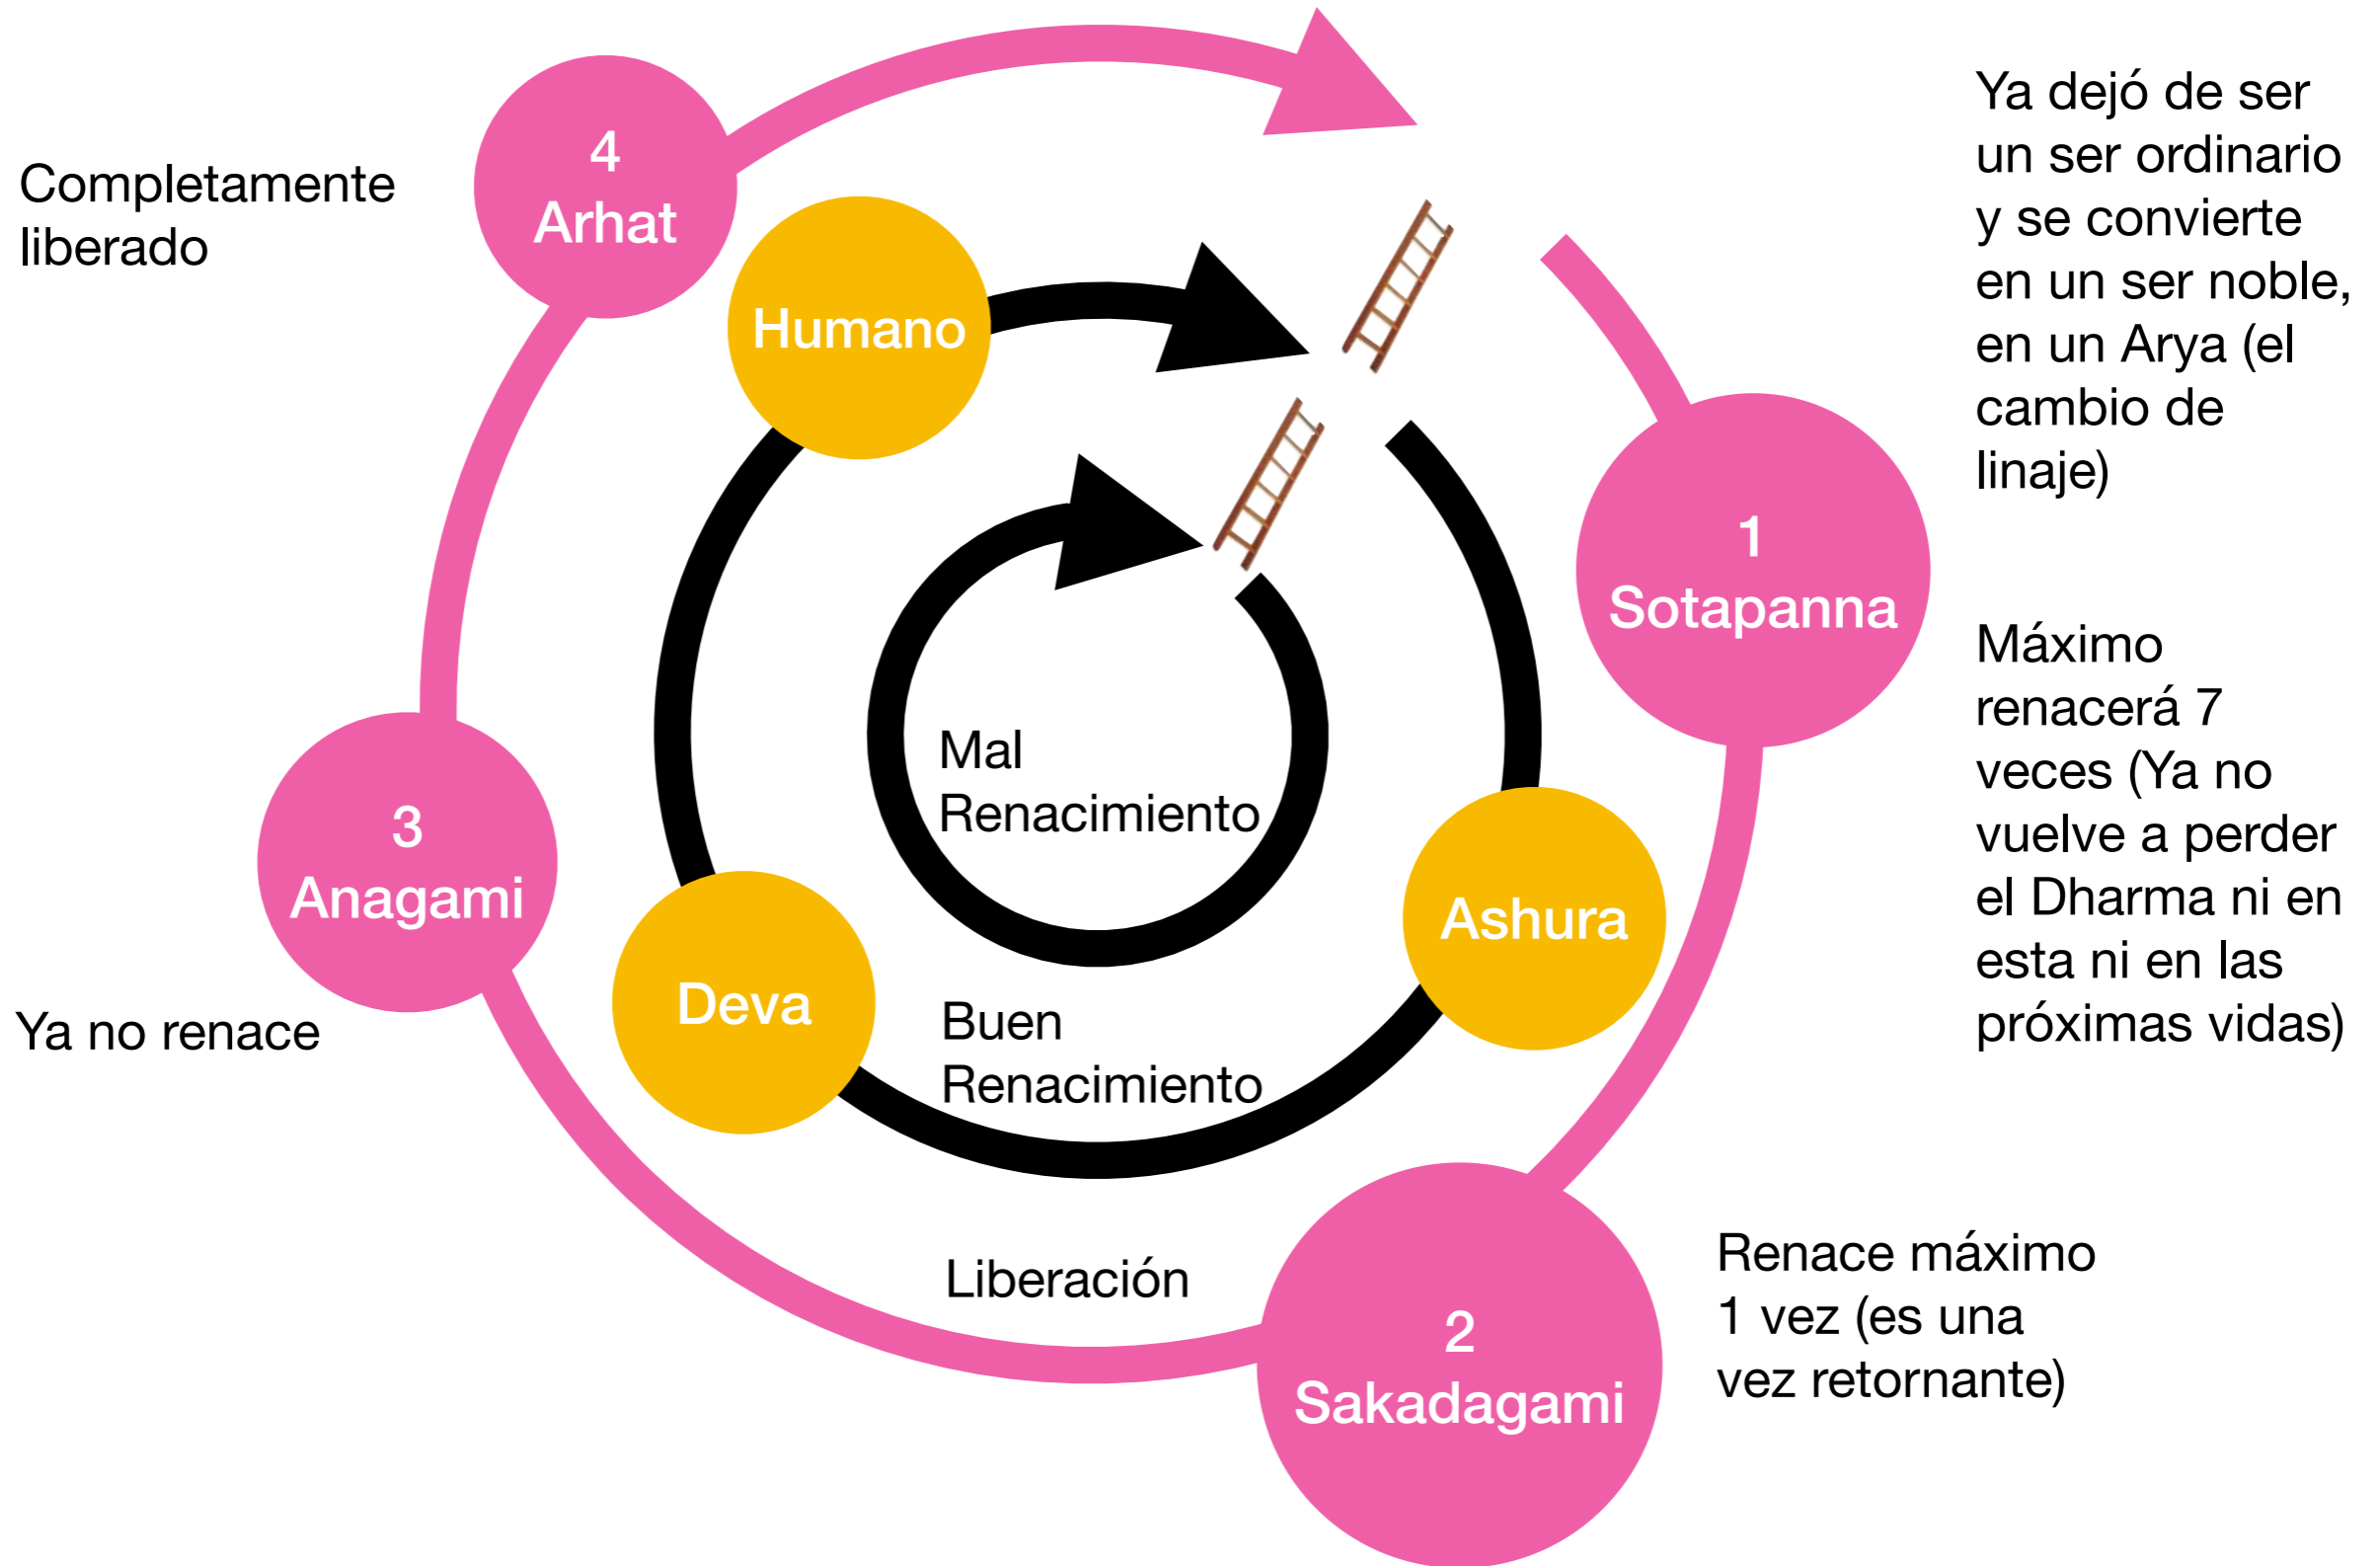 4
Arhat
Completamente
liberado
Humano
Ya dejó de ser
un ser ordinario
y se convierte
en un ser noble,
en un Arya (el
cambio de
linaje)
1
Sotapanna
Máximo
renacerá 7
veces (Ya no
vuelve a perder
el Dharma ni en
esta ni en las
próximas vidas)
Mal
Renacimiento
3
Anagami
Ashura
Deva
Buen
Renacimiento
Ya no renace
Liberación
2
Sakadagami
Renace máximo
1 vez (es una
vez retornante)